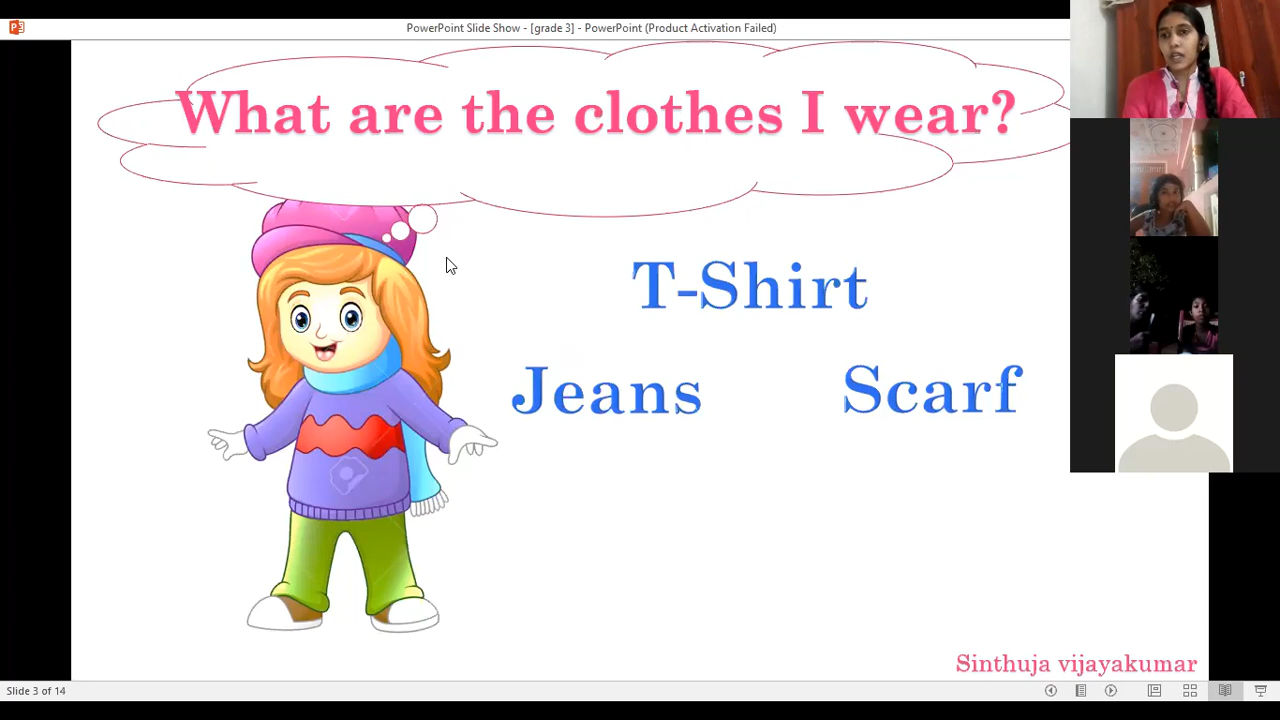 PowerPoint Slide Show - [grade 3] - PowerPoint (Product Activation Failed)
What are the clothes I wear?
T-Shirt
Jeans Scarf
Sinthuja vijayakumar
Slide 3 of 14